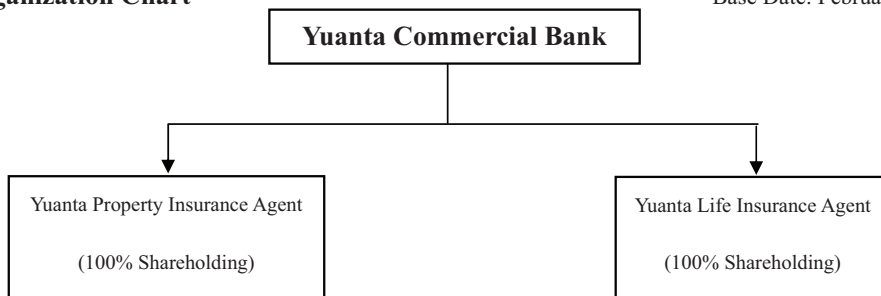 ganization Chart
Base Date: Februa
Yuanta Commercial Bank
Yuanta Property Insurance Agent
(100% Shareholding)
Yuanta Life Insurance Agent
(100% Shareholding)